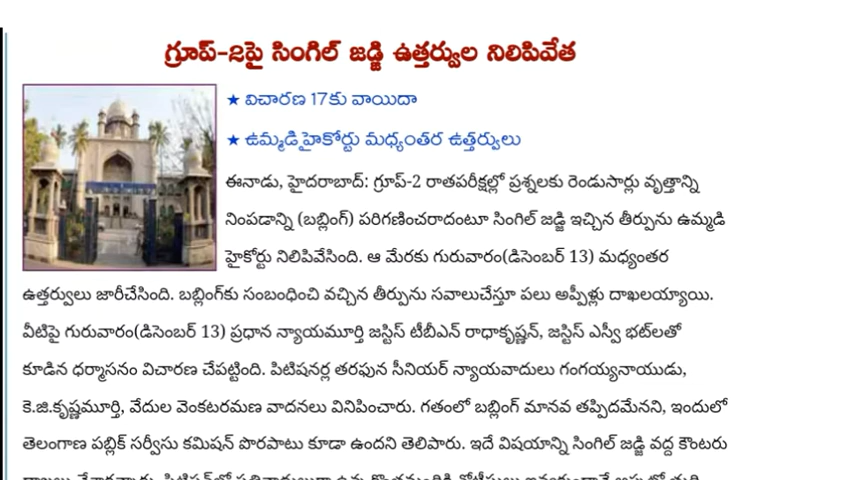 గ్రూప్-2పై సింగిల్ జడ్జి ఉత్తర్వుల నిలిపివేత
★ విచారణ 17కు వాయిదా
★ ఉమ్మడి హైకోర్టు మధ్యంతర ఉత్తర్వులు
ఈనాడు, హైదరాబాద్: గ్రూప్-2 రాతపరీక్షల్లో ప్రశ్నలకు రెండుసార్లు వృత్తాన్ని
నింపడాన్ని (బబ్లింగ్) పరిగణించరాదంటూ సింగిల్ జడ్జి ఇచ్చిన తీర్పును ఉమ్మడి
హైకోర్టు నిలిపివేసింది. ఆ మేరకు గురువారం(డిసెంబర్ 13) మధ్యంతర
ఉత్తర్వులు జారీచేసింది. బబ్లింగ్‌కు సంబంధించి వచ్చిన తీర్పును సవాలుచేస్తూ పలు అప్పీళ్లు దాఖలయ్యాయి.
వీటిపై గురువారం(డిసెంబర్ 13) ప్రధాన న్యాయమూర్తి జస్టిస్ టీబీఎన్ రాధాకృష్ణన్, జస్టిస్ ఎస్వీ భట్‌లతో
కూడిన ధర్మాసనం విచారణ చేపట్టింది. పిటిషనర్ల తరఫున సీనియర్ న్యాయవాదులు గంగయ్యనాయుడు,
కె.జి.కృష్ణమూర్తి, వేదుల వెంకటరమణ వాదనలు వినిపించారు. గతంలో బబ్లింగ్ మానవ తప్పిదమేనని, ఇందులో
తెలంగాణ పబ్లిక్ సర్వీసు కమిషన్ పొరపాటు కూడా ఉందని తెలిపారు. ఇదే విషయాన్ని సింగిల్ జడ్జి వద్ద కౌంటరు